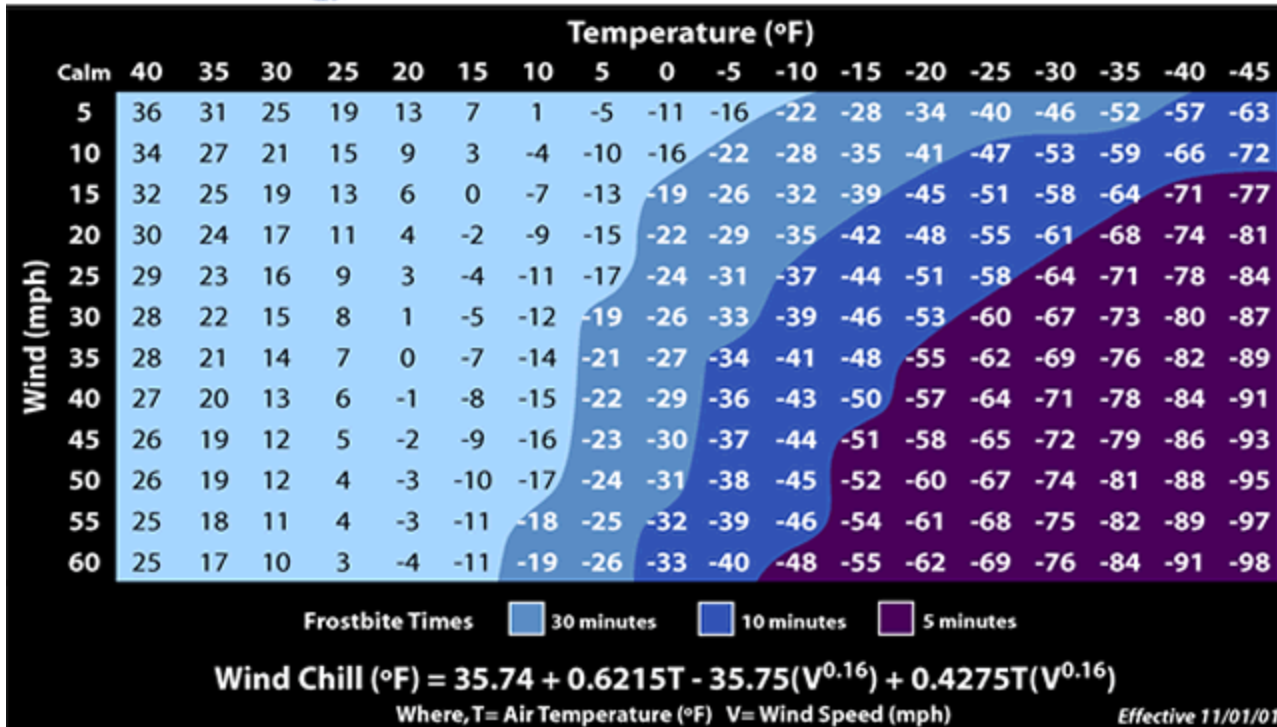 Temperature (ºF)
Calm 40 35 30 25 20 15 10 5 0 -5 -10 -15 -20 -25 -30 -35 -40 -45
Wind (mph)
5 36 31 25 19 13 7 1 -5 -11 -16 -22 -28 -34 -40 -46 -52 -57 -63
10 34 27 21 15 9 3 -4 -10 -16 -22 -28 -35 -41 -47 -53 -59 -66 -72
15 32 25 19 13 6 0 -7 -13 -19 -26 -32 -39 -45 -51 -58 -64 -71 -77
20 30 24 17 11 4 -2 -9 -15 -22 -29 -35 -42 -48 -55 -61 -68 -74 -81
25 29 23 16 9 3 -4 -11 -17 -24 -31 -37 -44 -51 -58 -64 -71 -78 -84
30 28 22 15 8 1 -5 -12 -19 -26 -33 -39 -46 -53 -60 -67 -73 -80 -87
35 28 21 14 7 0 -7 -14 -21 -27 -34 -41 -48 -55 -62 -69 -76 -82 -89
40 27 20 13 6 -1 -8 -15 -22 -29 -36 -43 -50 -57 -64 -71 -78 -84 -91
45 26 19 12 5 -2 -9 -16 -23 -30 -37 -44 -51 -58 -65 -72 -79 -86 -93
50 26 19 12 4 -3 -10 -17 -24 -31 -38 -45 -52 -60 -67 -74 -81 -88 -95
55 25 18 11 4 -3 -11 -18 -25 -32 -39 -46 -54 -61 -68 -75 -82 -89 -97
60 25 17 10 3 -4 -11 -19 -26 -33 -40 -48 -55 -62 -69 -76 -84 -91 -98
Frostbite Times 30 minutes 10 minutes 5 minutes
Wind Chill (ºF) = 35.74 + 0.6215T - 35.75(V^0.16) + 0.4275T(V^0.16)
Where, T= Air Temperature (ºF) V= Wind Speed (mph) Effective 11/01/01